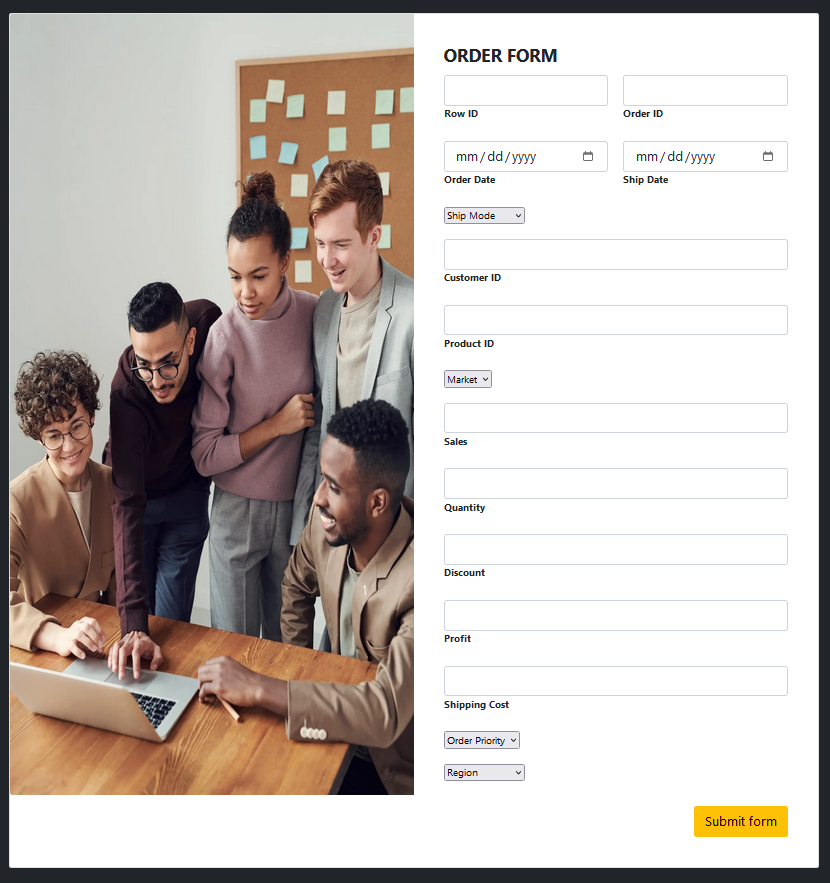 ORDER FORM
Row ID Order ID
mm/dd/yyyy mm/dd/yyyy
Order Date Ship Date
Ship Mode
Customer ID
Product ID
Market
Sales
Quantity
Discount
Profit
Shipping Cost
Order Priority
Region
Submit form